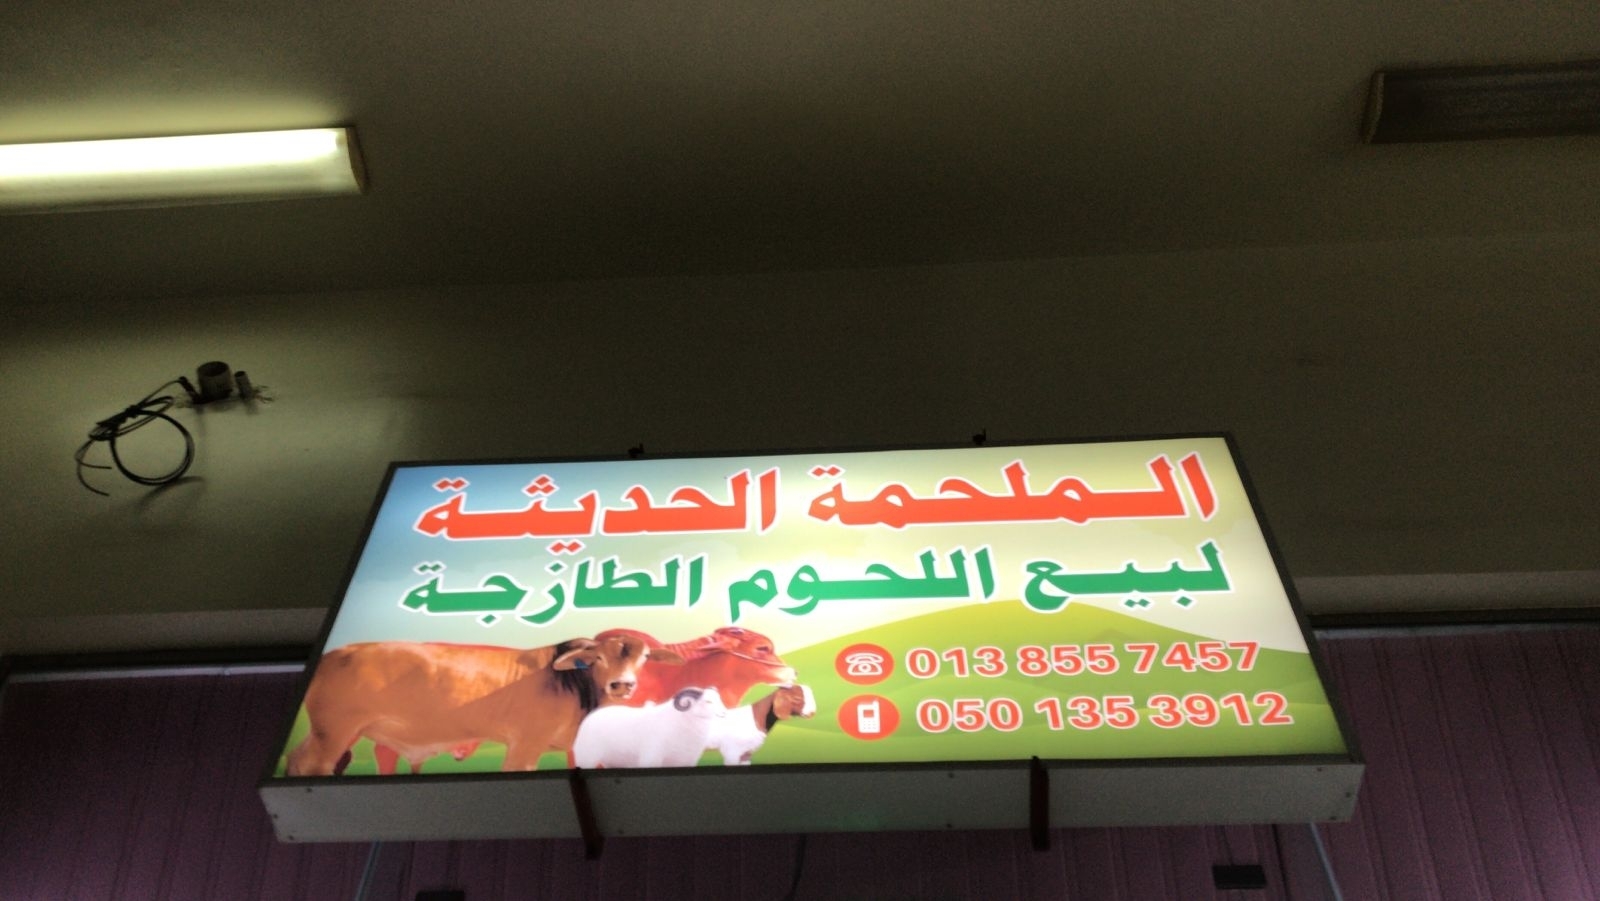 الملحمة الحديثة
لبيع اللحوم الطازجة
013 855 7457
050 135 3912